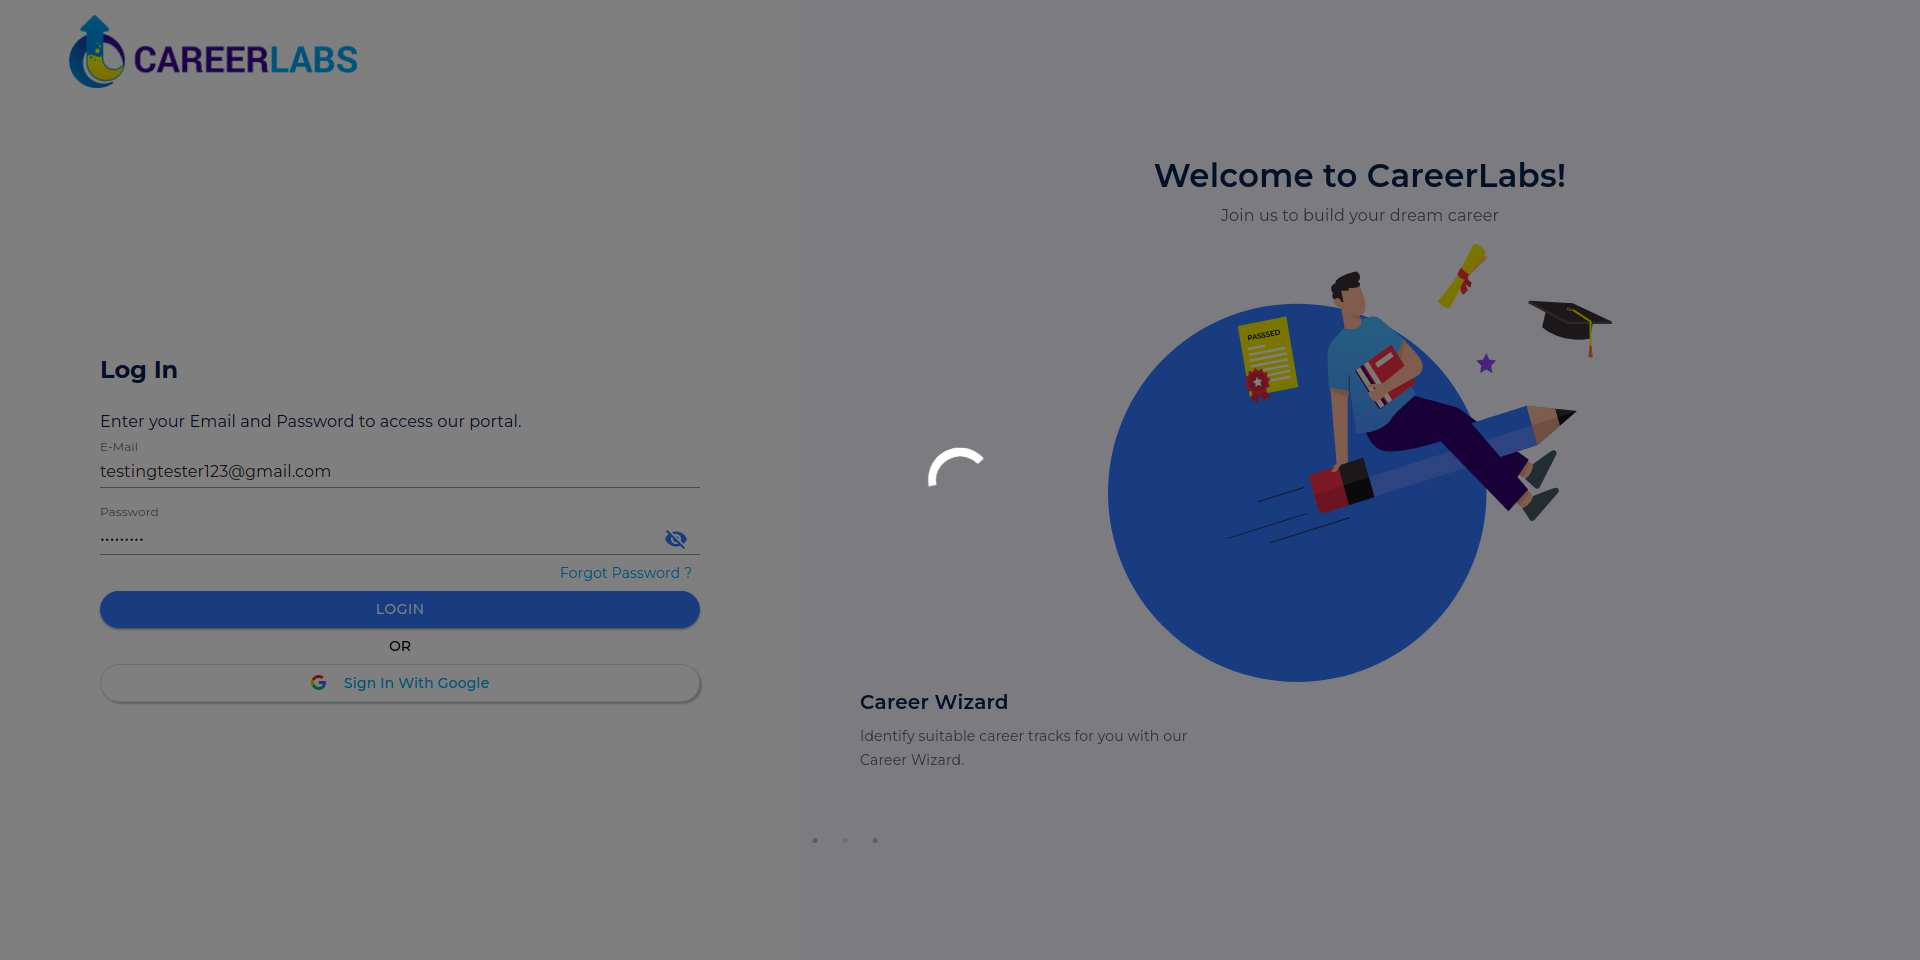 CAREERLABS
Log In
Enter your Email and Password to access our portal.
E-Mail
testingtester123@gmail.com
Password
•••••••••
Forgot Password ?
LOGIN
OR
Sign In With Google
Welcome to CareerLabs!
Join us to build your dream career
PASSSED
Career Wizard
Identify suitable career tracks for you with our
Career Wizard.